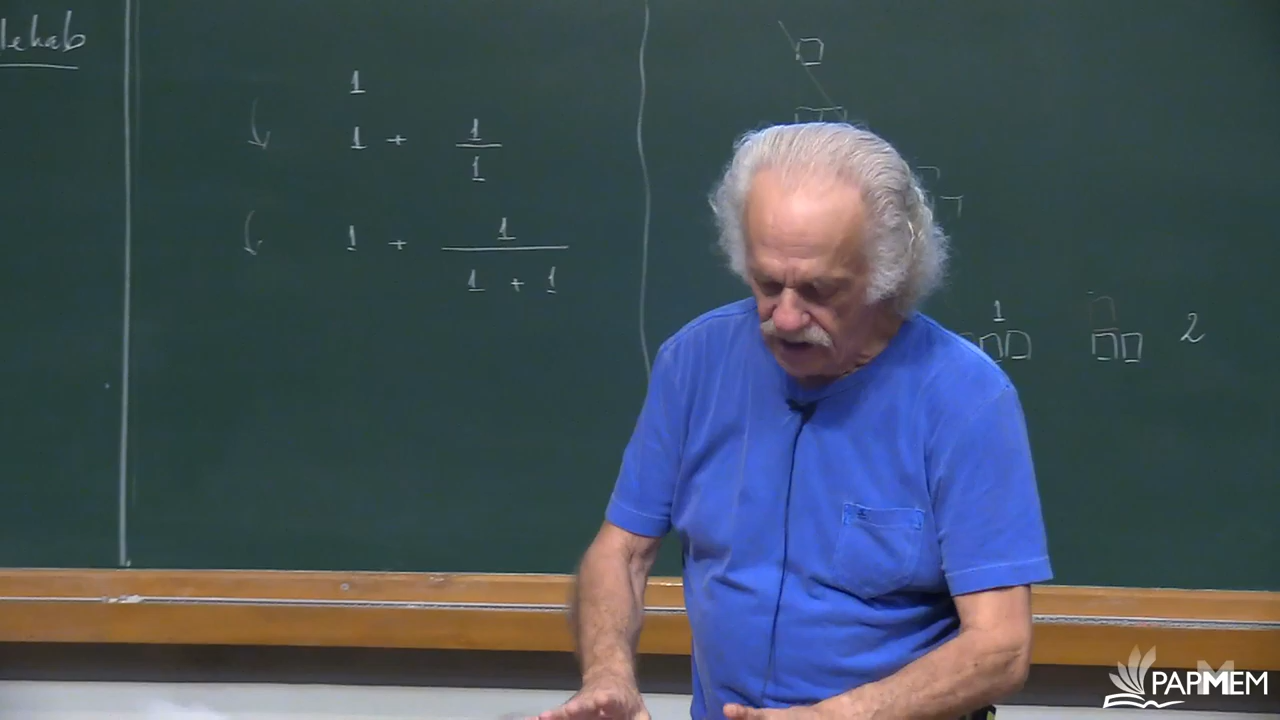 1
1 + 1/1
1 + 1/(1 + 1)
1
2
PAPMEM